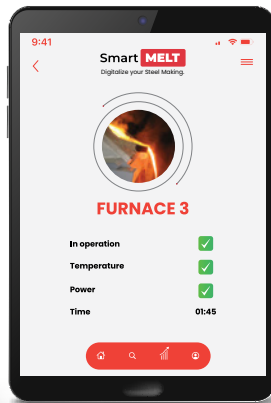 9:41
Smart MELT
Digitalize your Steel Making.
FURNACE 3
In operation
Temperature
Power
Time 01:45